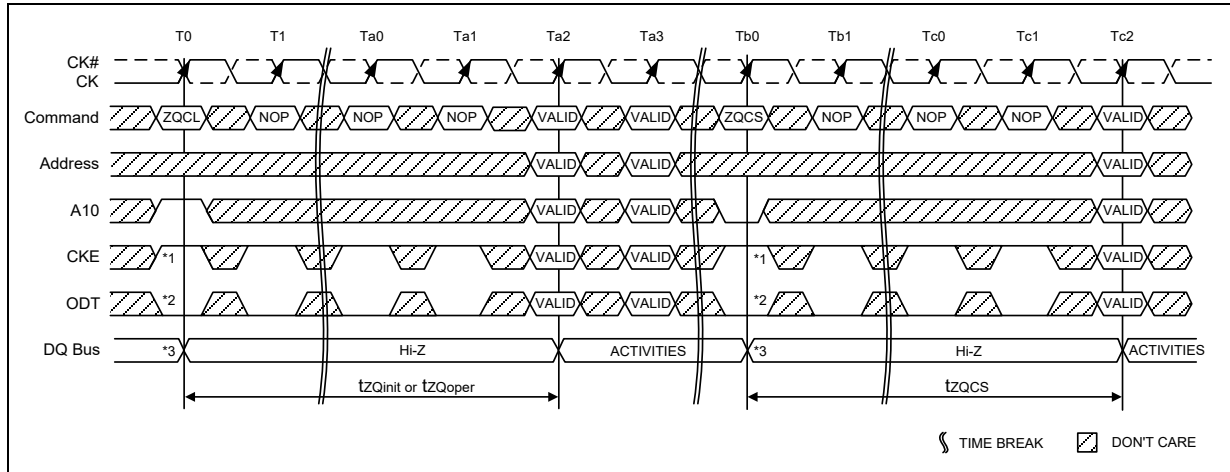 T0 T1 Ta0 Ta1 Ta2 Ta3 Tb0 Tb1 Tc0 Tc1 Tc2
CK#
CK
Command ZQCL NOP NOP NOP VALID VALID ZQCS NOP NOP NOP VALID
Address VALID VALID VALID
A10 VALID VALID VALID
CKE *1 VALID VALID *1 VALID
ODT *2 VALID VALID *2 VALID
DQ Bus *3 Hi-Z ACTIVITIES *3 Hi-Z ACTIVITIES
tZQinit or tZQoper tZQCS
TIME BREAK DON'T CARE